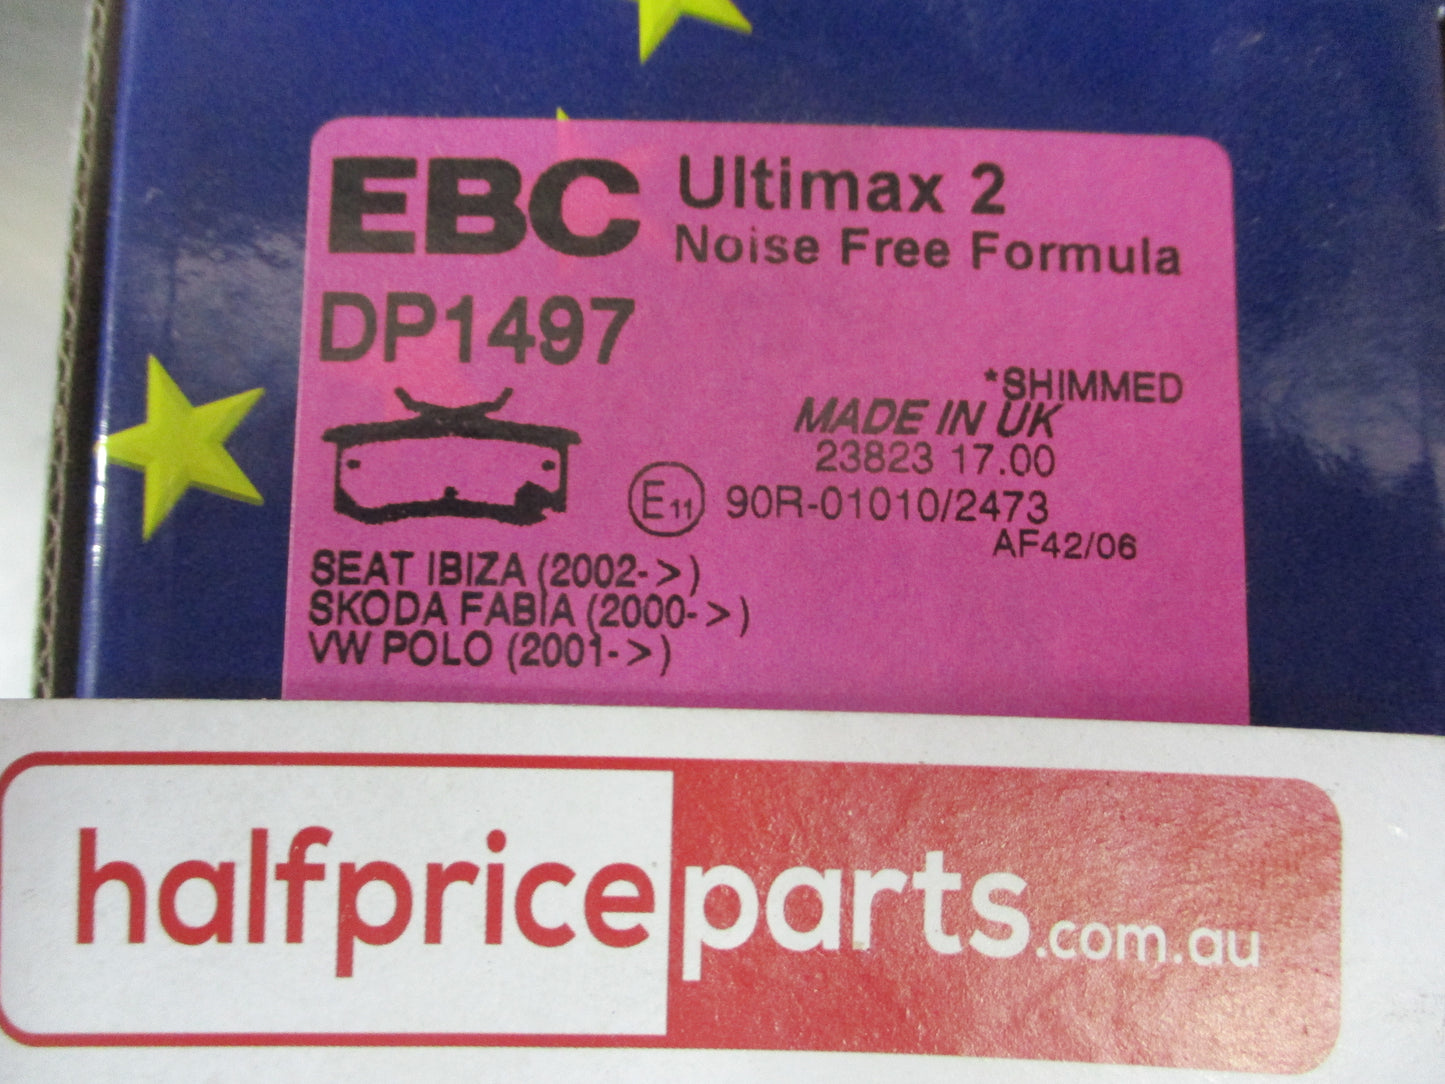 EBC
Ultimax 2
Noise Free Formula
DP1497
*SHIMMED
MADE IN UK
23823 17.00
E11 90R-01010/2473
AF42/06
SEAT IBIZA (2002->)
SKODA FABIA (2000->)
VW POLO (2001->)
halfpriceparts.com.au